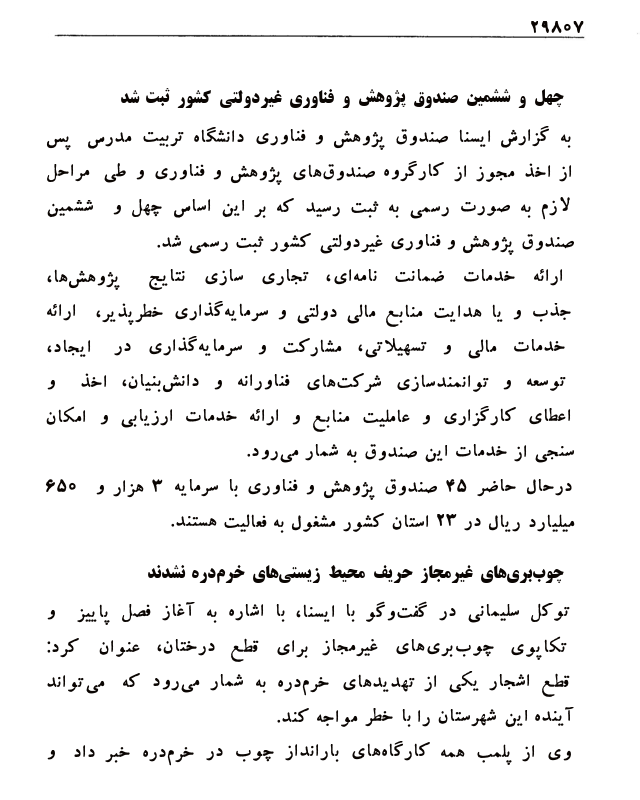 ۲۹۸۰۷
چهل و ششمین صندوق پژوهش و فناوری غیردولتی کشور ثبت شد
به گزارش ایسنا صندوق پژوهش و فناوری دانشگاه تربیت مدرس پس
از اخذ مجوز از کارگروه صندوق‌های پژوهش و فناوری و طی مراحل
لازم به صورت رسمی به ثبت رسید که بر این اساس چهل و ششمین
صندوق پژوهش و فناوری غیردولتی کشور ثبت رسمی شد.
ارائه خدمات ضمانت نامه‌ای، تجاری سازی نتایج پژوهش‌ها،
جذب و یا هدایت منابع مالی دولتی و سرمایه‌گذاری خطرپذیر، ارائه
خدمات مالی و تسهیلاتی، مشارکت و سرمایه‌گذاری در ایجاد،
توسعه و توانمندسازی شرکت‌های فناورانه و دانش‌بنیان، اخذ و
اعطای کارگزاری و عاملیت منابع و ارائه خدمات ارزیابی و امکان
سنجی از خدمات این صندوق به شمار می‌رود.
درحال حاضر ۴۵ صندوق پژوهش و فناوری با سرمایه ۳ هزار و ۶۵۰
میلیارد ریال در ۲۳ استان کشور مشغول به فعالیت هستند.
چوب‌بری‌های غیرمجاز حریف محیط زیستی‌های خرم‌دره نشدند
توکل سلیمانی در گفت‌وگو با ایسنا، با اشاره به آغاز فصل پاییز و
تکاپوی چوب‌بری‌های غیرمجاز برای قطع درختان، عنوان کرد:
قطع اشجار یکی از تهدیدهای خرم‌دره به شمار می‌رود که می‌تواند
آینده این شهرستان را با خطر مواجه کند.
وی از پلمب همه کارگاه‌های بارانداز چوب در خرم‌دره خبر داد و